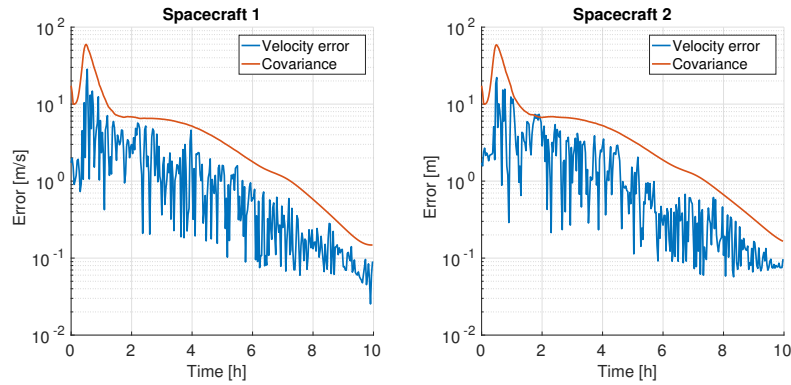 Spacecraft 1
Error [m/s]
10^2
10^1
10^0
10^-1
10^-2
Velocity error
Covariance
0 2 4 6 8 10
Time [h]
Spacecraft 2
Error [m]
10^2
10^1
10^0
10^-1
10^-2
Velocity error
Covariance
0 2 4 6 8 10
Time [h]